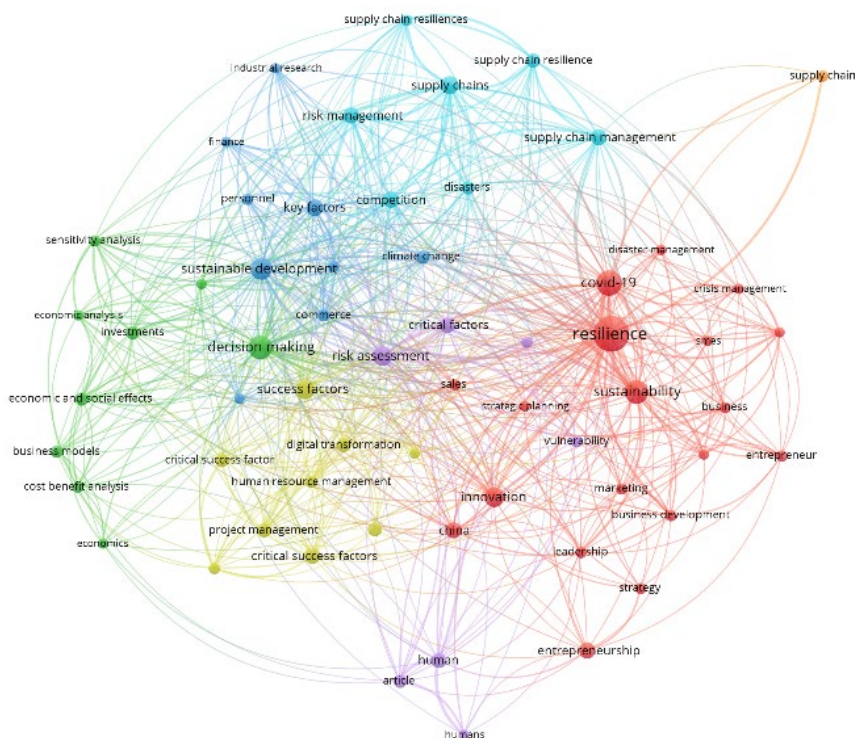 supply chain resiliences
supply chain resilience
industrial research
supply chain
supply chains
risk management
supply chain management
finance
disasters
personnel
competition
key factors
sensitivity analysis
disaster management
climate change
sustainable development
covid-19
crisis management
economic analysis
commerce
critical factors
investments
resilience
smes
decision making
risk assessment
success factors
sales
sustainability
economic and social effects
strategic planning
business
digital transformation
vulnerability
business models
critical success factor
entrepreneur
human resource management
cost benefit analysis
marketing
innovation
business development
project management
china
economics
critical success factors
leadership
strategy
entrepreneurship
human
article
humans